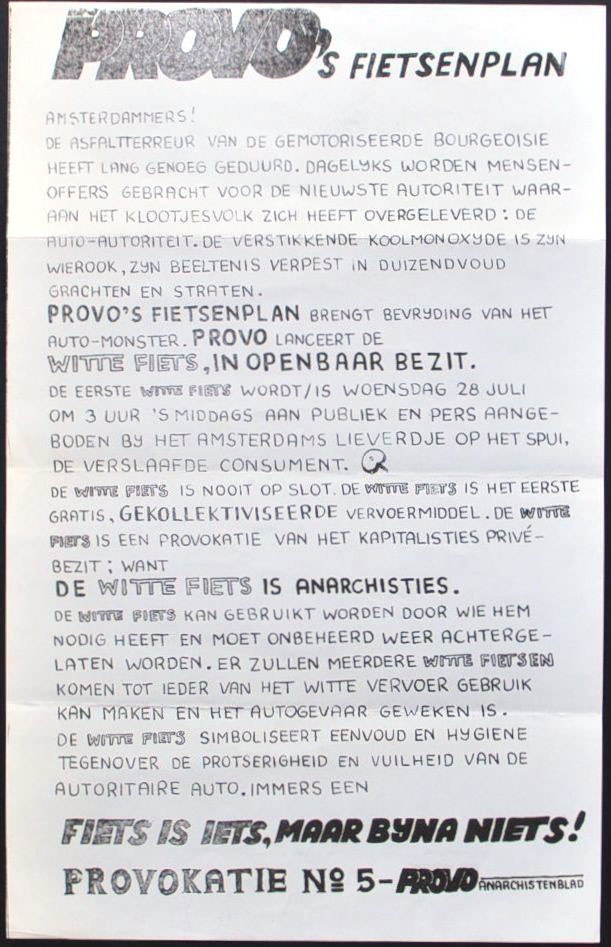 PROVO'S FIETSENPLAN
AMSTERDAMMERS!
DE ASFALTTERREUR VAN DE GEMOTORISEERDE BOURGEOISIE
HEEFT LANG GENOEG GEDUURD. DAGELYKS WORDEN MENSEN-
OFFERS GEBRACHT VOOR DE NIEUWSTE AUTORITEIT WAAR-
AAN HET KLOOTJESVOLK ZICH HEEFT OVERGELEVERD: DE
AUTO-AUTORITEIT. DE VERSTIKKENDE KOOLMONOXYDE IS ZYN
WIEROOK, ZYN BEELTENIS VERPEST IN DUIZENDVOUD
GRACHTEN EN STRATEN.
PROVO'S FIETSENPLAN BRENGT BEVRYDING VAN HET
AUTO-MONSTER. PROVO LANCEERT DE
WITTE FIETS, IN OPENBAAR BEZIT.
DE EERSTE WITTE FIETS WORDT/IS WOENSDAG 28 JULI
OM 3 UUR 'S MIDDAGS AAN PUBLIEK EN PERS AANGE-
BODEN BY HET AMSTERDAMS LIEVERDJE OP HET SPUI,
DE VERSLAAFDE CONSUMENT.
DE WITTE FIETS IS NOOIT OP SLOT. DE WITTE FIETS IS HET EERSTE
GRATIS, GEKOLLEKTIVISEERDE VERVOERMIDDEL. DE WITTE
FIETS IS EEN PROVOKATIE VAN HET KAPITALISTIES PRIVÉ-
BEZIT; WANT
DE WITTE FIETS IS ANARCHISTIES.
DE WITTE FIETS KAN GEBRUIKT WORDEN DOOR WIE HEM
NODIG HEEFT EN MOET ONBEHEERD WEER ACHTERGE-
LATEN WORDEN. ER ZULLEN MEERDERE WITTE FIETSEN
KOMEN TOT IEDER VAN HET WITTE VERVOER GEBRUIK
KAN MAKEN EN HET AUTOGEVAAR GEWEKEN IS.
DE WITTE FIETS SIMBOLISEERT EENVOUD EN HYGIENE
TEGENOVER DE PROTSERIGHEID EN VUILHEID VAN DE
AUTORITAIRE AUTO. IMMERS EEN
FIETS IS IETS, MAAR BYNA NIETS!
PROVOKATIE Nº 5 - PROVO ANARCHISTENBLAD